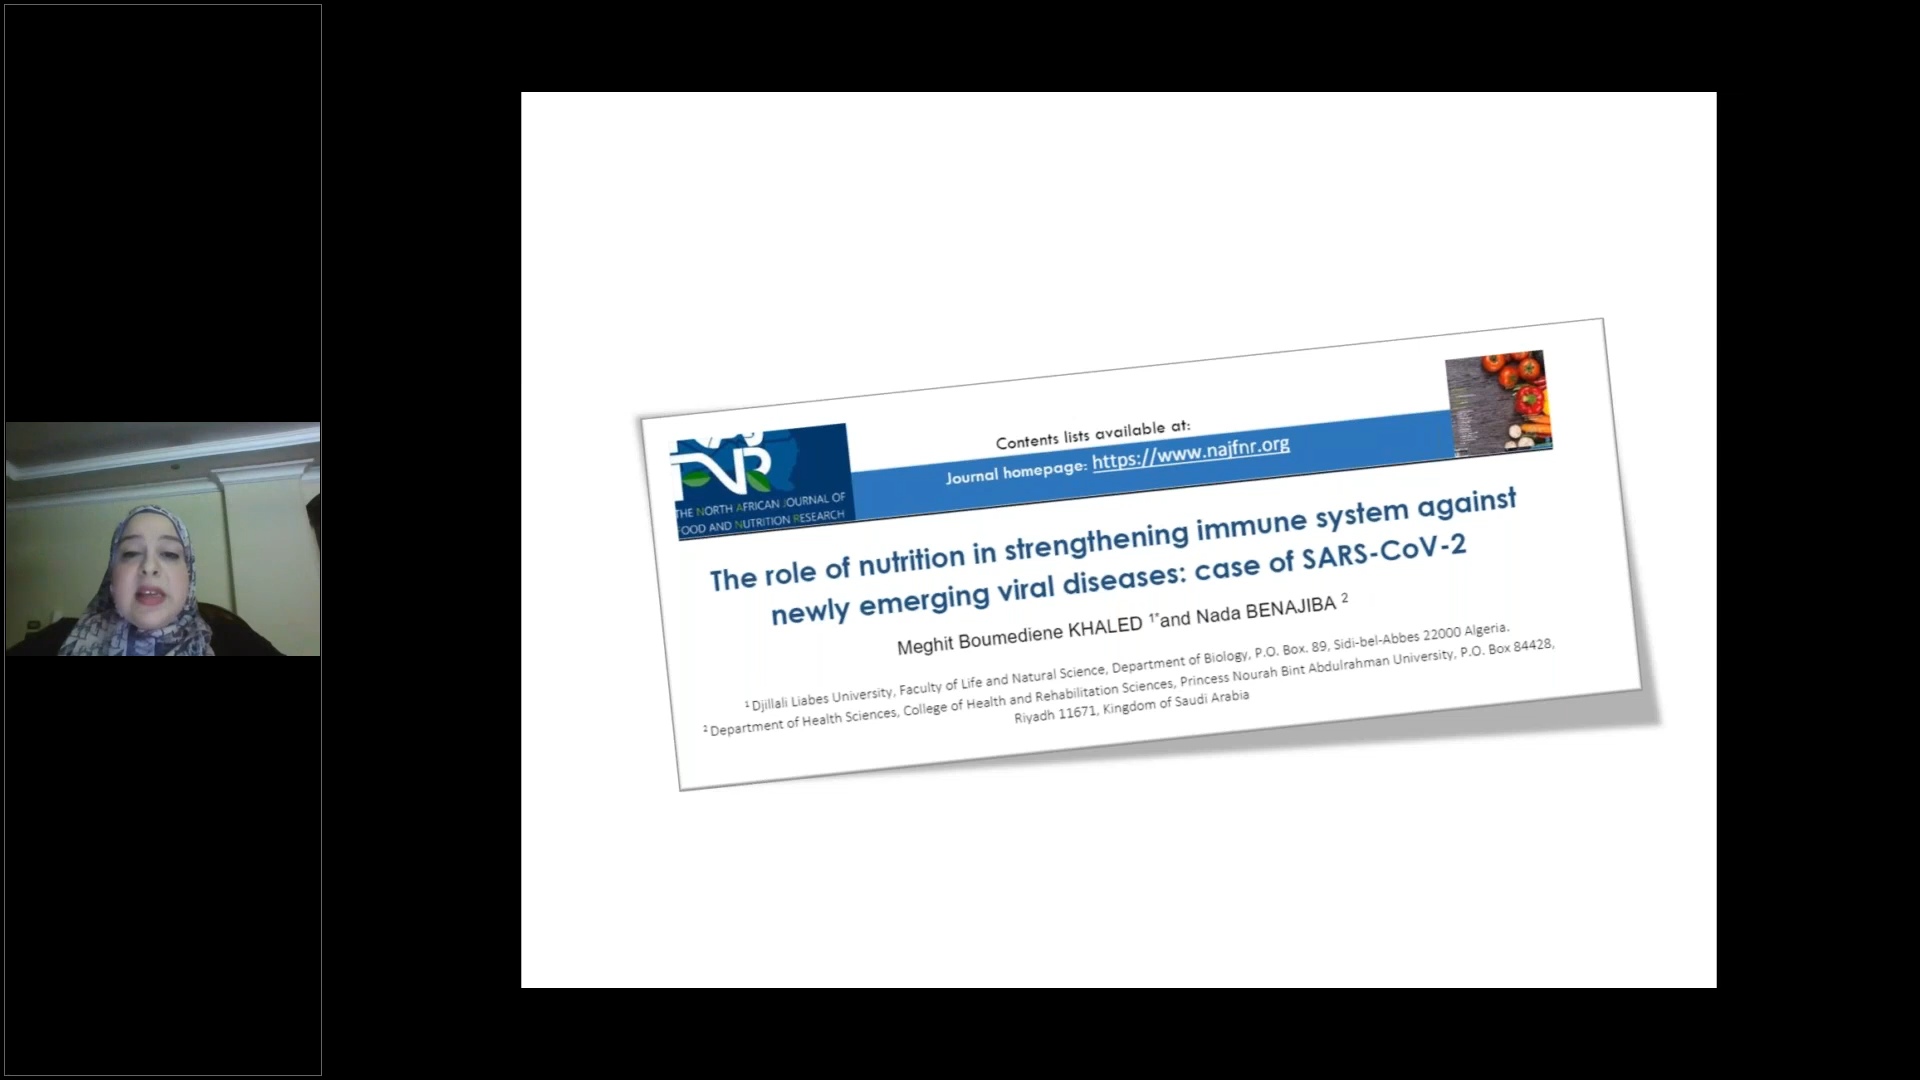 Contents lists available at:
Journal homepage: https://www.najfnr.org
THE NORTH AFRICAN JOURNAL OF
FOOD AND NUTRITION RESEARCH
The role of nutrition in strengthening immune system against
newly emerging viral diseases: case of SARS-CoV-2
Meghit Boumediene KHALED 1*and Nada BENAJIBA 2
1 Djillali Liabes University, Faculty of Life and Natural Science, Department of Biology, P.O. Box. 89, Sidi-bel-Abbes 22000 Algeria.
2 Department of Health Sciences, College of Health and Rehabilitation Sciences, Princess Nourah Bint Abdulrahman University, P.O. Box 84428,
Riyadh 11671, Kingdom of Saudi Arabia